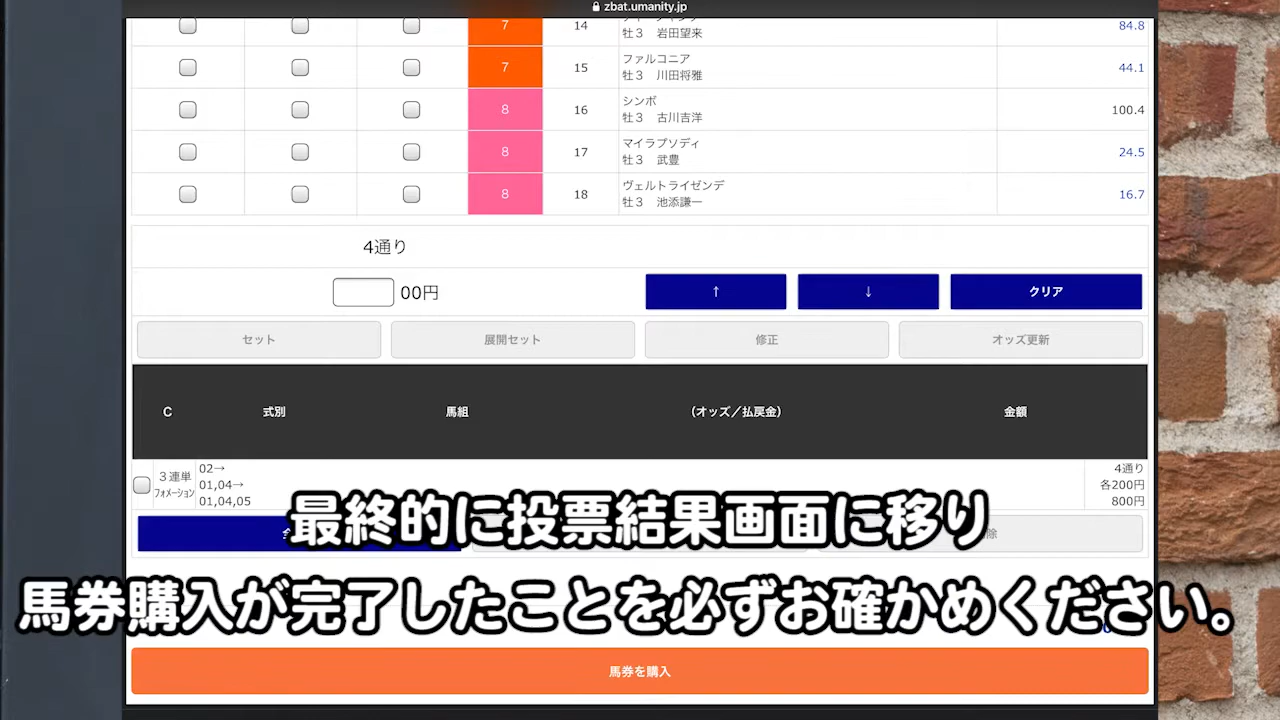 zbat.umanity.jp
7
14
牡3 岩田望来
84.8
7
15
ファルコニア
牡3 川田将雅
44.1
8
16
シンボ
牡3 古川吉洋
100.4
8
17
マイラプソディ
牡3 武豊
24.5
8
18
ヴェルトライゼンデ
牡3 池添謙一
16.7
4通り
00円
↑
↓
クリア
セット
展開セット
修正
オッズ更新
C
式別
馬組
(オッズ/払戻金)
金額
3連単
フォメーション
02→
01,04→
01,04,05
4通り
各200円
800円
最終的に投票結果画面に移り
馬券購入が完了したことを必ずお確かめください。
馬券を購入